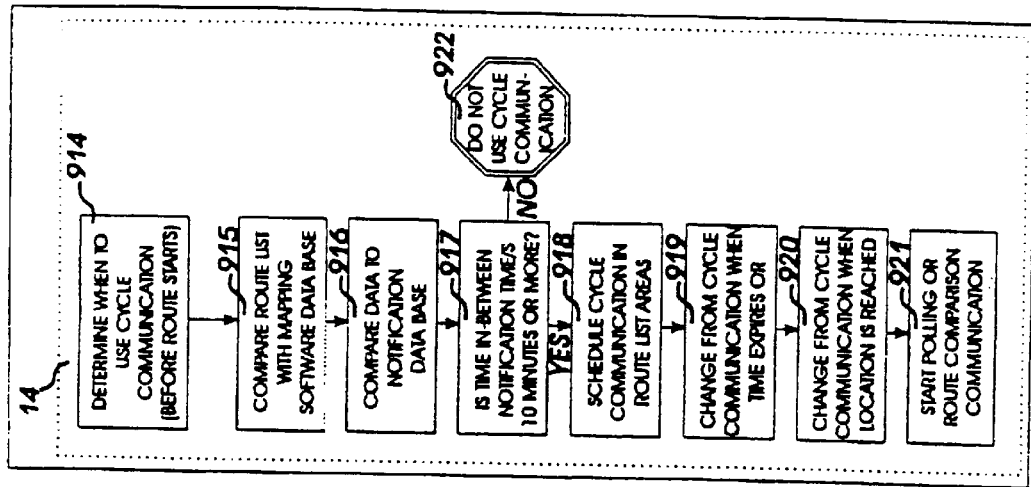 14
914
DETERMINE WHEN TO
USE CYCLE
COMMUNICATION
(BEFORE ROUTE STARTS)
915
COMPARE ROUTE LIST
WITH MAPPING
SOFTWARE DATA BASE
916
COMPARE DATA TO
NOTIFICATION
DATA BASE
917
IS TIME IN-BETWEEN
NOTIFICATION TIME/S
10 MINUTES OR MORE?
NO
922
DO NOT
USE CYCLE
COMMUN-
ICATION
YES
918
SCHEDULE CYCLE
COMMUNICATION IN
ROUTE LIST AREAS
919
CHANGE FROM CYCLE
COMMUNICATION WHEN
TIME EXPIRES OR
920
CHANGE FROM CYCLE
COMMUNICATION WHEN
LOCATION IS REACHED
921
START POLLING OR
ROUTE COMPARISON
COMMUNICATION